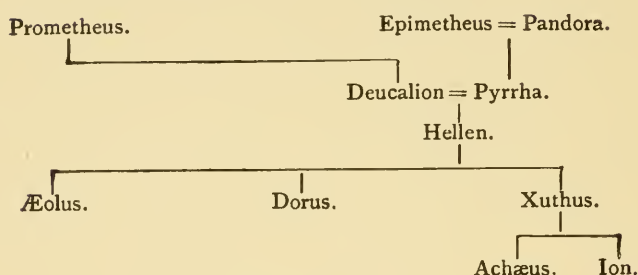 Prometheus. Epimetheus = Pandora.
Deucalion = Pyrrha.
Hellen.
Æolus. Dorus. Xuthus.
Achæus. Ion.